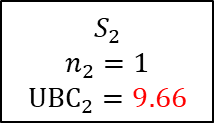 S₂
n₂ = 1
UBC₂ = 9.66